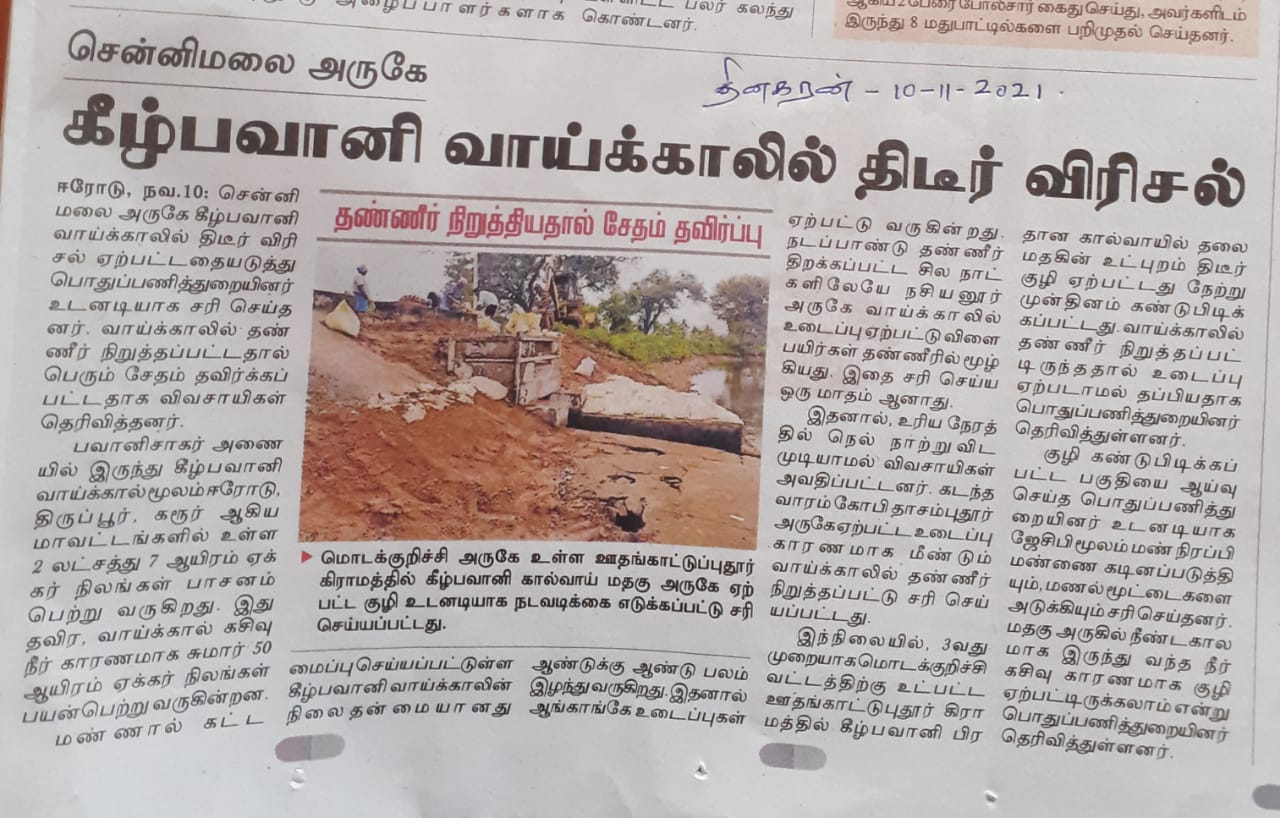 அழைப்பாளர்களாக கொண்டனர்.
பலர் கலந்து
ஆகிய 2 பேரை போலீசார் கைது செய்து, அவர்களிடம்
இருந்து 8 மதுபாட்டில்களை பறிமுதல் செய்தனர்.
சென்னிமலை அருகே
தினகரன் - 10-11-2021.
கீழ்பவானி வாய்க்காலில் திடீர் விரிசல்
ஈரோடு, நவ.10: சென்னி
மலை அருகே கீழ்பவானி
வாய்க்காலில் திடீர் விரி
சல் ஏற்பட்டதையடுத்து
பொதுப்பணித்துறையினர்
உடனடியாக சரி செய்த
னர். வாய்க்காலில் தண்
ணீர் நிறுத்தப்பட்டதால்
பெரும் சேதம் தவிர்க்கப்
பட்டதாக விவசாயிகள்
தெரிவித்தனர்.
பவானிசாகர் அணை
யில் இருந்து கீழ்பவானி
வாய்க்கால் மூலம் ஈரோடு,
திருப்பூர், கரூர் ஆகிய
மாவட்டங்களில் உள்ள
2 லட்சத்து 7 ஆயிரம் ஏக்
கர் நிலங்கள் பாசனம்
பெற்று வருகிறது. இது
தவிர, வாய்க்கால் கசிவு
நீர் காரணமாக சுமார் 50
ஆயிரம் ஏக்கர் நிலங்கள்
பயன்பெற்று வருகின்றன.
மண்ணால் கட்ட
தண்ணீர் நிறுத்தியதால் சேதம் தவிர்ப்பு
▶ மொடக்குறிச்சி அருகே உள்ள ஊதங்காட்டுப்புதூர்
கிராமத்தில் கீழ்பவானி கால்வாய் மதகு அருகே ஏற்
பட்ட குழி உடனடியாக நடவடிக்கை எடுக்கப்பட்டு சரி
செய்யப்பட்டது.
மைப்பு செய்யப்பட்டுள்ள
கீழ்பவானி வாய்க்காலின்
நிலை தன்மையானது
ஆண்டுக்கு ஆண்டு பலம்
இழந்து வருகிறது. இதனால்
ஆங்காங்கே உடைப்புகள்
ஏற்பட்டு வருகின்றது.
நடப்பாண்டு தண்ணீர்
திறக்கப்பட்ட சில நாட்
களிலேயே நசியனூர்
அருகே வாய்க்காலில்
உடைப்பு ஏற்பட்டு விளை
பயிர்கள் தண்ணீரில் மூழ்
கியது. இதை சரி செய்ய
ஒரு மாதம் ஆனாது.
இதனால், உரிய நேரத்
தில் நெல் நாற்று விட
முடியாமல் விவசாயிகள்
அவதிப்பட்டனர். கடந்த
வாரம் கோபி தாசம்புதூர்
அருகே ஏற்பட்ட உடைப்பு
காரணமாக மீண்டும்
வாய்க்காலில் தண்ணீர்
நிறுத்தப்பட்டு சரி செய்
யப்பட்டது.
இந்நிலையில், 3வது
முறையாக மொடக்குறிச்சி
வட்டத்திற்கு உட்பட்ட
ஊதங்காட்டுபுதூர் கிரா
மத்தில் கீழ்பவானி பிர
தான கால்வாயில் தலை
மதகின் உட்புறம் திடீர்
குழி ஏற்பட்டது நேற்று
முன்தினம் கண்டுபிடிக்
கப்பட்டது. வாய்க்காலில்
தண்ணீர் நிறுத்தப்பட்
டிருந்ததால் உடைப்பு
ஏற்படாமல் தப்பியதாக
பொதுப்பணித்துறையினர்
தெரிவித்துள்ளனர்.
குழி கண்டுபிடிக்கப்
பட்ட பகுதியை ஆய்வு
செய்த பொதுப்பணித்து
றையினர் உடனடியாக
ஜேசிபி மூலம் மண் நிரப்பி
மண்ணை கடினப்படுத்தி
யும், மணல் மூட்டைகளை
அடுக்கியும் சரி செய்தனர்.
மதகு அருகில் நீண்ட கால
மாக இருந்து வந்த நீர்
கசிவு காரணமாக குழி
ஏற்பட்டிருக்கலாம் என்று
பொதுப்பணித்துறையினர்
தெரிவித்துள்ளனர்.